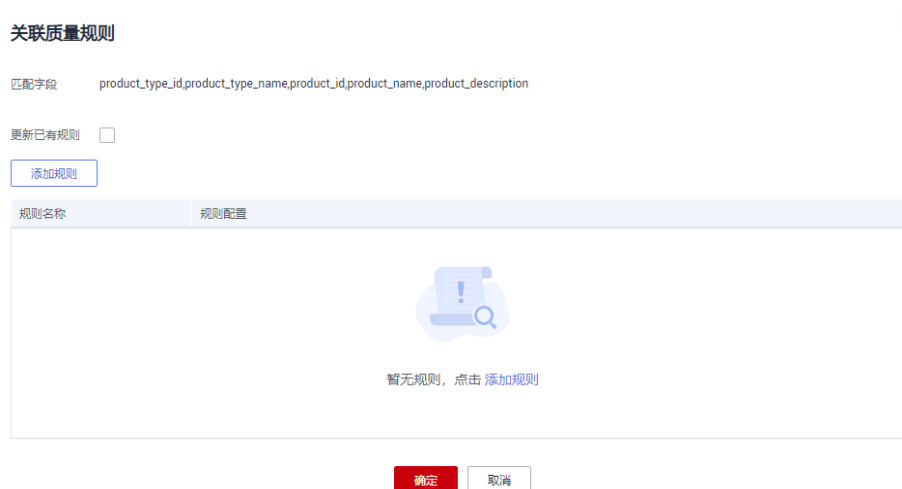 关联质量规则
匹配字段 product_type_id,product_type_name,product_id,product_name,product_description
更新已有规则
添加规则
规则名称 规则配置
暂无规则，点击 添加规则
确定 取消